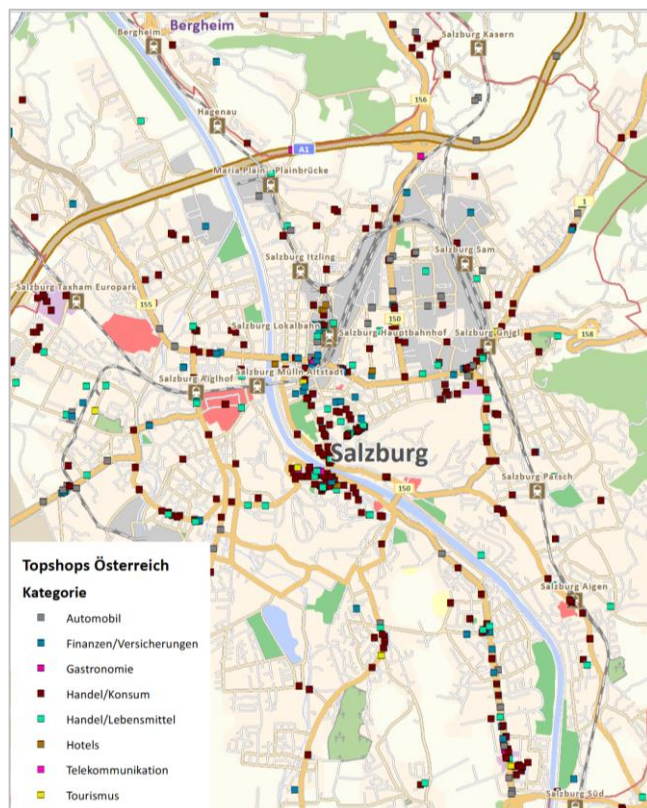 Bergheim
Bergheim
Salzburg Kasern
Hagenau
156
A1
Maria Plain - Plainbrücke
1
Salzburg Itzling
Salzburg Sam
Salzburg Taxham Europark
155
Salzburg Lokalbahn
150
Salzburg Hauptbahnhof
Salzburg Gnigl
158
Salzburg Aiglhof
Salzburg Mülln Altstadt
Salzburg
150
Salzburg Parsch
Salzburg Aigen
Topshops Österreich
Kategorie
Automobil
Finanzen/Versicherungen
Gastronomie
Handel/Konsum
Handel/Lebensmittel
Hotels
Telekommunikation
Tourismus
Salzburg Süd